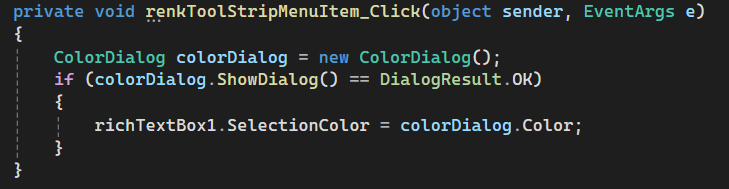 private void renkToolStripMenuItem_Click(object sender, EventArgs e)
{
ColorDialog colorDialog = new ColorDialog();
if (colorDialog.ShowDialog() == DialogResult.OK)
{
richTextBox1.SelectionColor = colorDialog.Color;
}
}